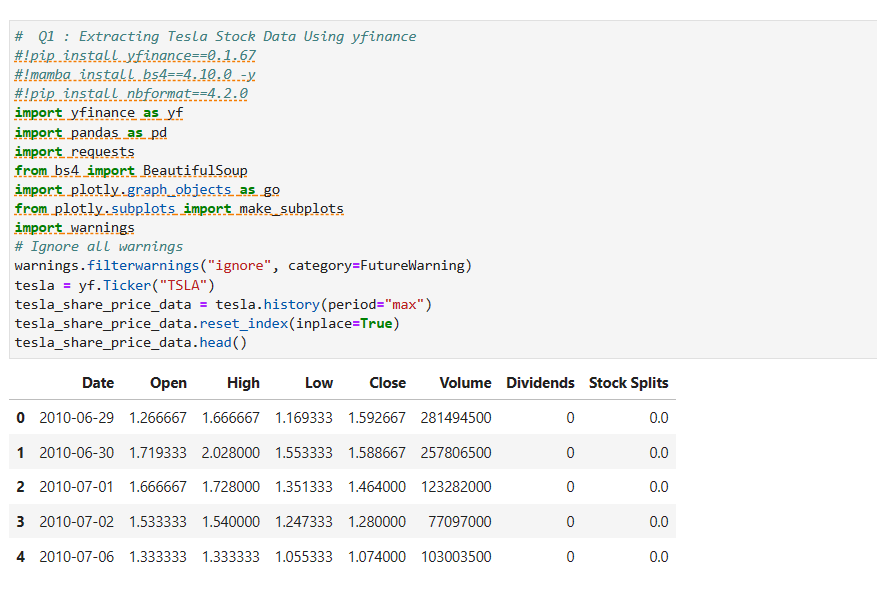 #  Q1 : Extracting Tesla Stock Data Using yfinance
#!pip install yfinance==0.1.67
#!mamba install bs4==4.10.0 -y
#!pip install nbformat==4.2.0
import yfinance as yf
import pandas as pd
import requests
from bs4 import BeautifulSoup
import plotly.graph_objects as go
from plotly.subplots import make_subplots
import warnings
# Ignore all warnings
warnings.filterwarnings("ignore", category=FutureWarning)
tesla = yf.Ticker("TSLA")
tesla_share_price_data = tesla.history(period="max")
tesla_share_price_data.reset_index(inplace=True)
tesla_share_price_data.head()
Date Open High Low Close Volume Dividends Stock Splits
0 2010-06-29 1.266667 1.666667 1.169333 1.592667 281494500 0 0.0
1 2010-06-30 1.719333 2.028000 1.553333 1.588667 257806500 0 0.0
2 2010-07-01 1.666667 1.728000 1.351333 1.464000 123282000 0 0.0
3 2010-07-02 1.533333 1.540000 1.247333 1.280000 77097000 0 0.0
4 2010-07-06 1.333333 1.333333 1.055333 1.074000 103003500 0 0.0